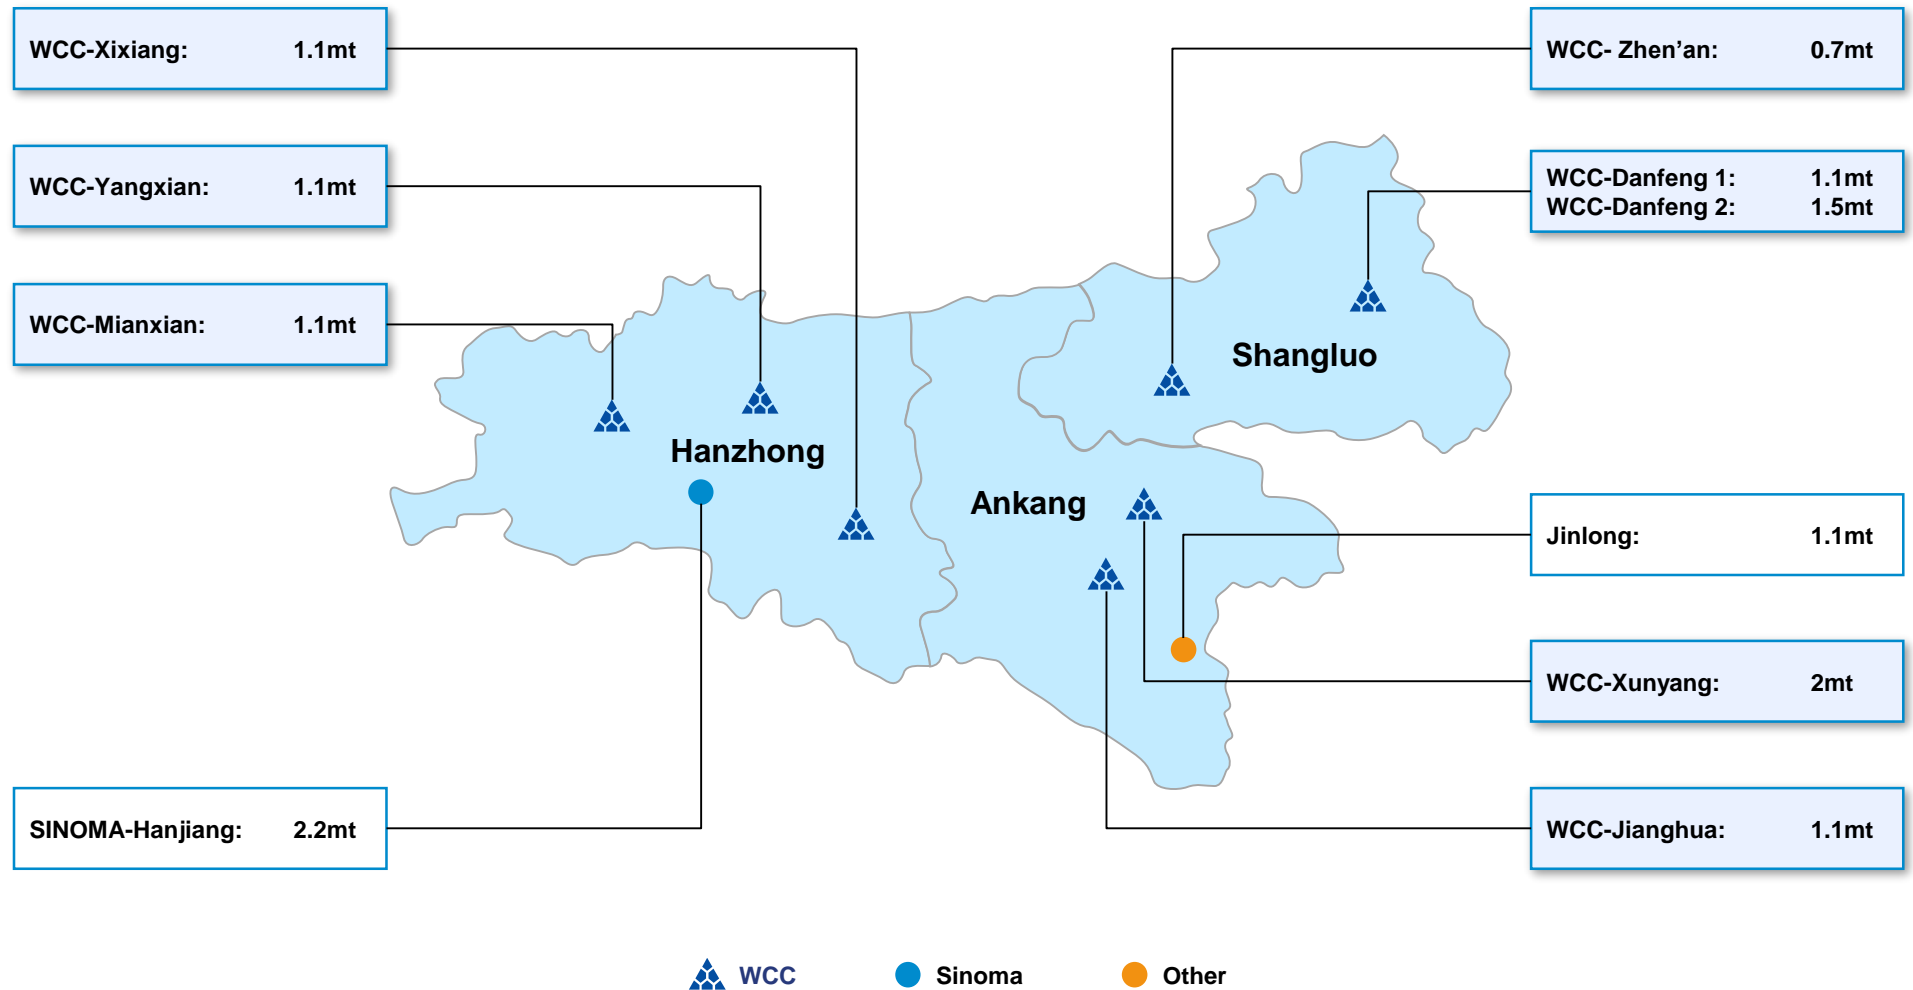 WCC-Xixiang: 1.1mt
WCC-Yangxian: 1.1mt
WCC-Mianxian: 1.1mt
SINOMA-Hanjiang: 2.2mt
WCC- Zhen’an: 0.7mt
WCC-Danfeng 1: 1.1mt
WCC-Danfeng 2: 1.5mt
Jinlong: 1.1mt
WCC-Xunyang: 2mt
WCC-Jianghua: 1.1mt
Shangluo
Hanzhong
Ankang
WCC
Sinoma
Other